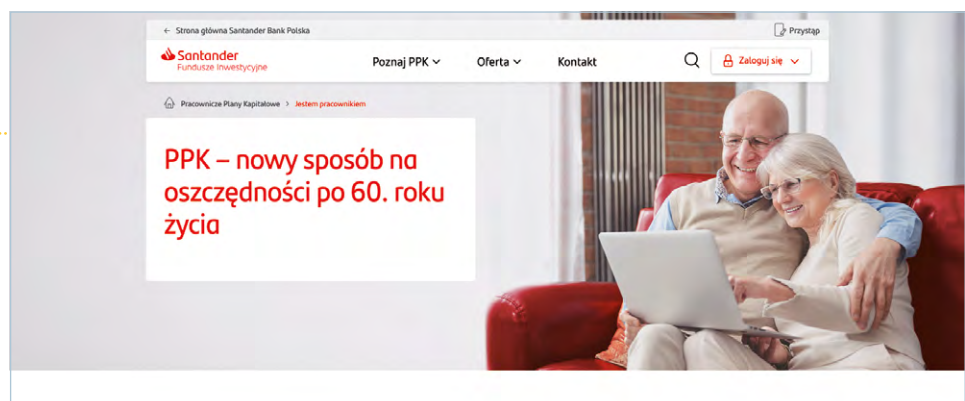 ← Strona główna Santander Bank Polska
Przystąp
Santander
Fundusze Inwestycyjne
Poznaj PPK
Oferta
Kontakt
Zaloguj się
Pracownicze Plany Kapitałowe > Jestem pracownikiem
PPK – nowy sposób na
oszczędności po 60. roku
życia